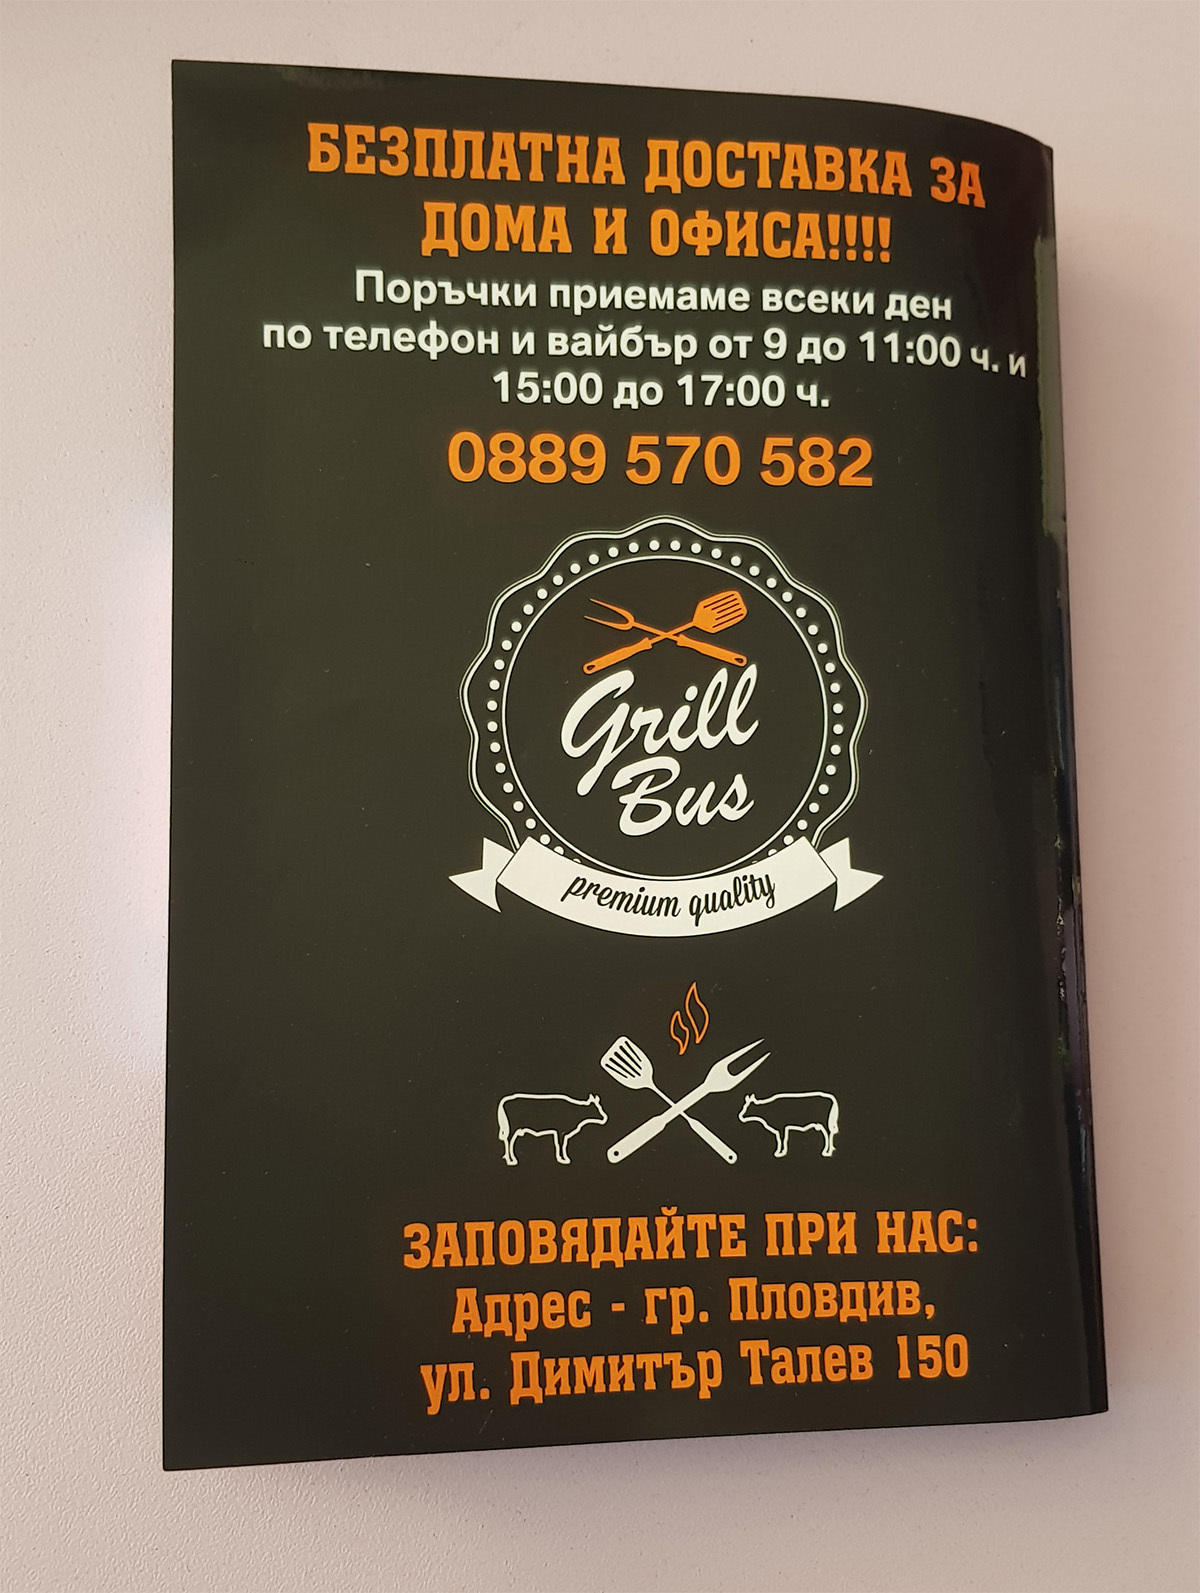 БЕЗПЛАТНА ДОСТАВКА ЗА
ДОМА И ОФИСА!!!!
Поръчки приемаме всеки ден
по телефон и вайбър от 9 до 11:00 ч. и
15:00 до 17:00 ч.
0889 570 582
Grill
Bus
premium quality
ЗАПОВЯДАЙТЕ ПРИ НАС:
Адрес - гр. Пловдив,
ул. Димитър Талев 150